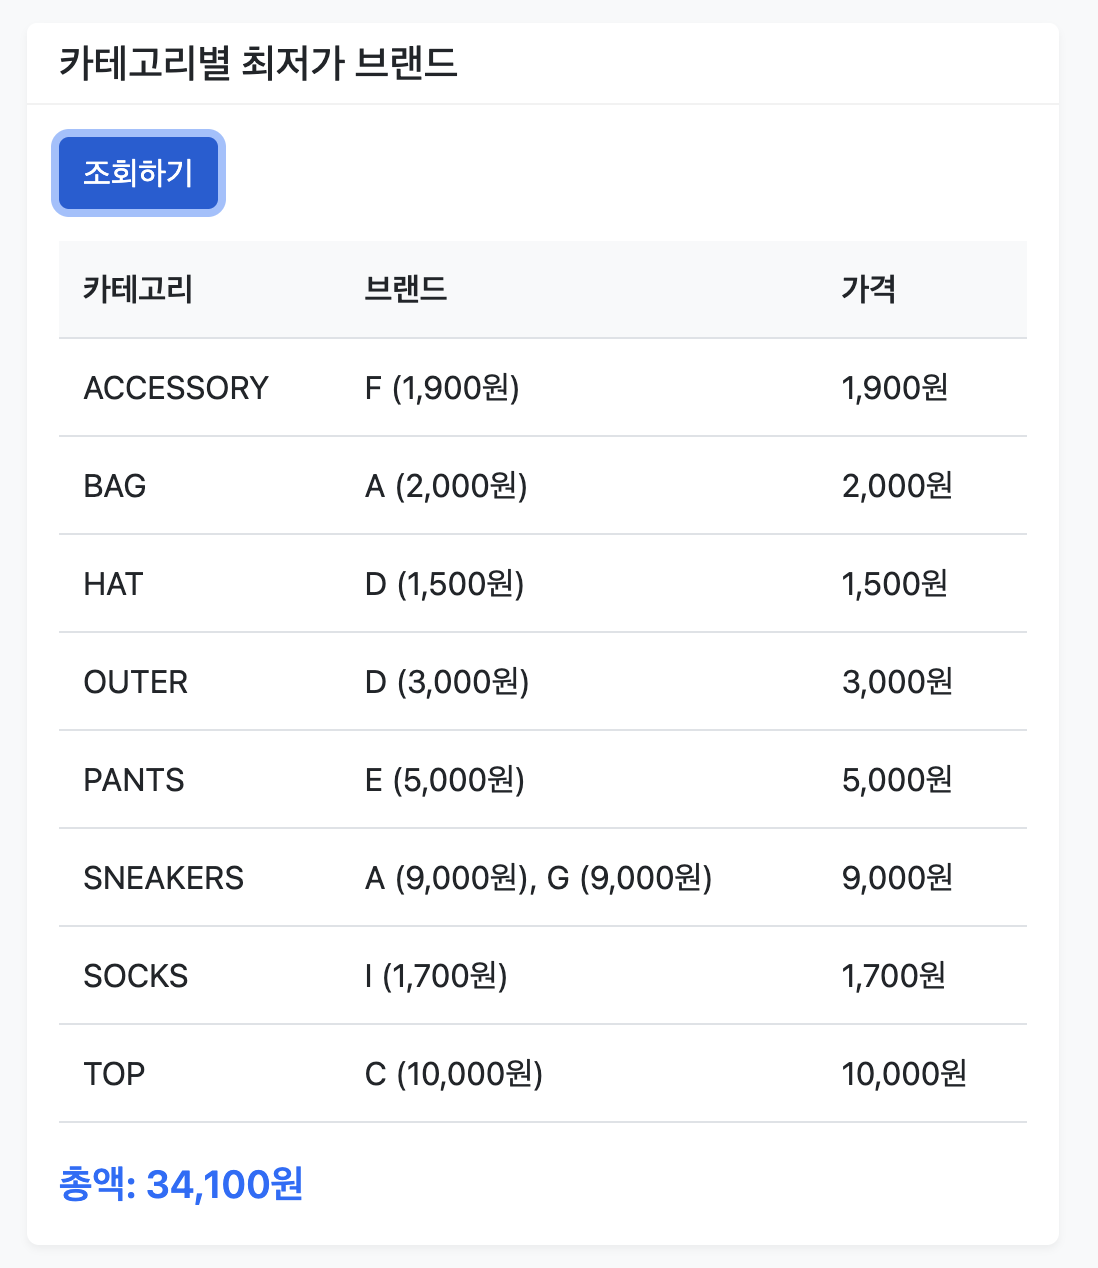 카테고리별 최저가 브랜드
조회하기
카테고리 브랜드 가격
ACCESSORY F (1,900원) 1,900원
BAG A (2,000원) 2,000원
HAT D (1,500원) 1,500원
OUTER D (3,000원) 3,000원
PANTS E (5,000원) 5,000원
SNEAKERS A (9,000원), G (9,000원) 9,000원
SOCKS I (1,700원) 1,700원
TOP C (10,000원) 10,000원
총액: 34,100원